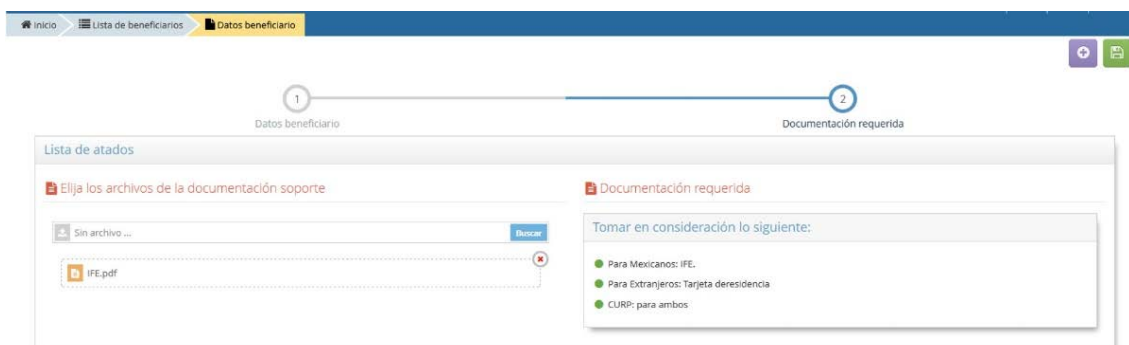 inicio Lista de beneficiarios Datos beneficiario
1 2
Datos beneficiario Documentación requerida
Lista de atados
Elija los archivos de la documentación soporte
Sin archivo ... Buscar
IFE.pdf
Documentación requerida
Tomar en consideración lo siguiente:
Para Mexicanos: IFE.
Para Extranjeros: Tarjeta deresidencia
CURP: para ambos